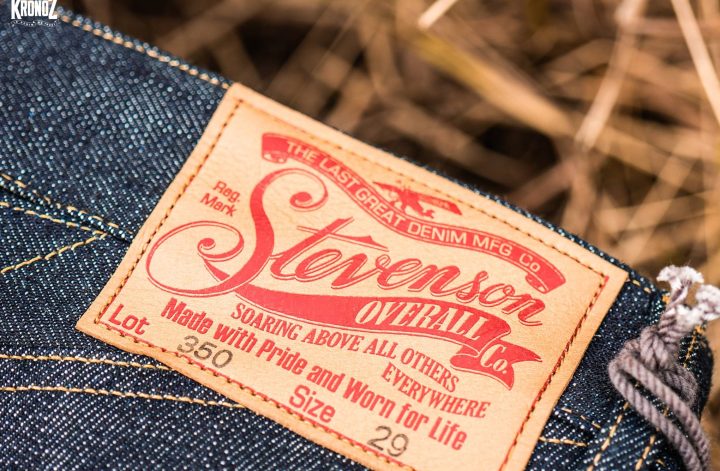 KRONOZ
THE LAST GREAT DENIM MFG Co.
Reg.
Mark
Stevenson
OVERALL
Co.
SOARING ABOVE ALL OTHERS
EVERYWHERE
Made with Pride and Worn for Life
Lot 350
Size 29